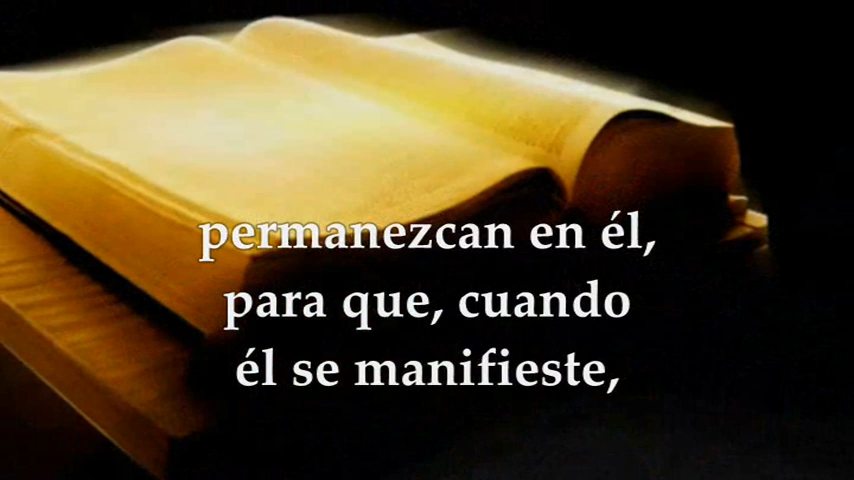 permanezcan en él,
para que, cuando
él se manifieste,